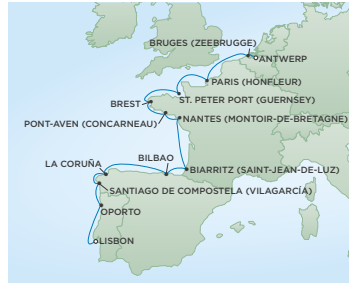 BRUGES (ZEEBRUGGE)
ANTWERP
PARIS (HONFLEUR)
ST. PETER PORT (GUERNSEY)
BREST
NANTES (MONTOIR-DE-BRETAGNE)
PONT-AVEN (CONCARNEAU)
BILBAO
LA CORUÑA
BIARRITZ (SAINT-JEAN-DE-LUZ)
SANTIAGO DE COMPOSTELA (VILAGARCÍA)
OPORTO
LISBON